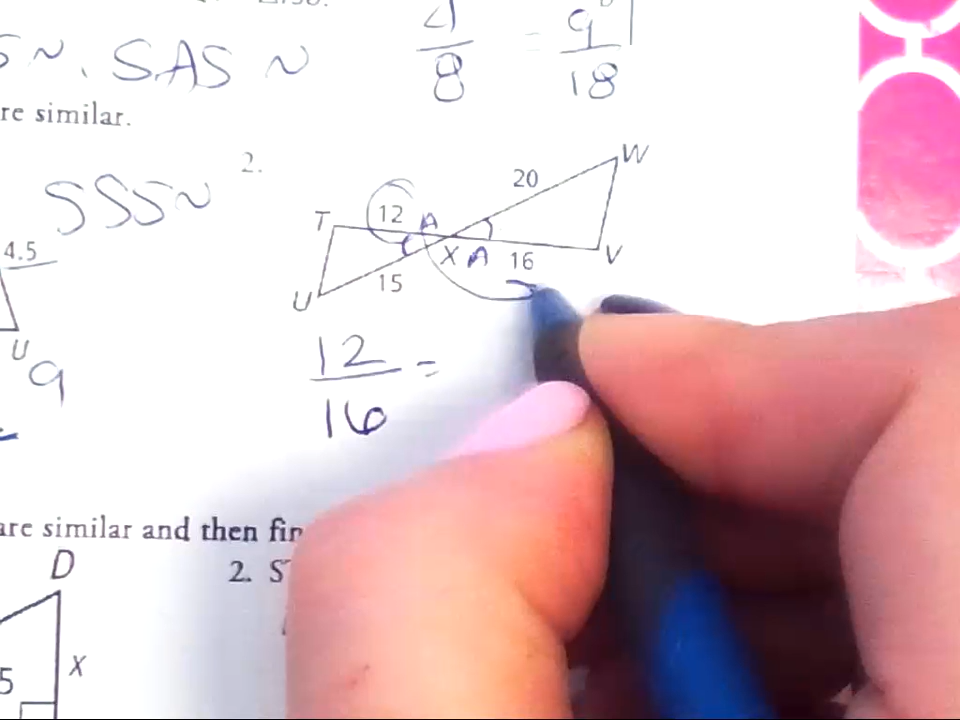 ~. SAS ~
4/8 = 9/18
re similar.
SSS~
2.
T 12 A 20 W
4.5
X A 16 V
U 15
U
9
12/16 =
are similar and then fin
D
2. S
5 X